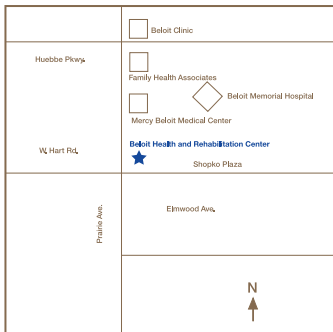 Beloit Clinic
Huebbe Pkwy.
Family Health Associates
Beloit Memorial Hospital
Mercy Beloit Medical Center
Beloit Health and Rehabilitation Center
W. Hart Rd.
Shopko Plaza
Prairie Ave.
Elmwood Ave.
N